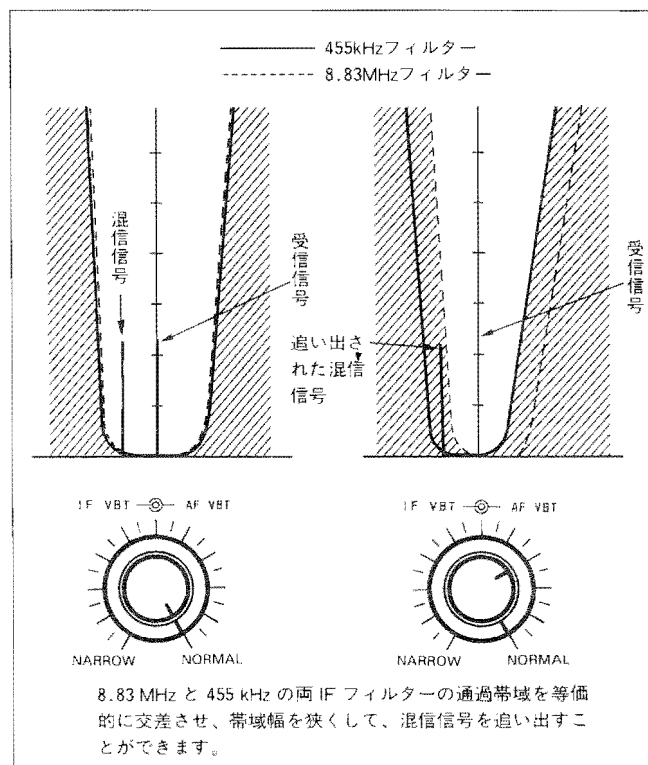 455kHzフィルター
8.83MHzフィルター
混信信号
受信信号
追い出さ
れた混信
信号
受信信号
IF VBT AF VBT
NARROW NORMAL
IF VBT AF VBT
NARROW NORMAL
8.83 MHz と 455 kHz の両 IF フィルターの通過帯域を等価
的に交差させ、帯域幅を狭くして、混信信号を追い出すこ
とができます。